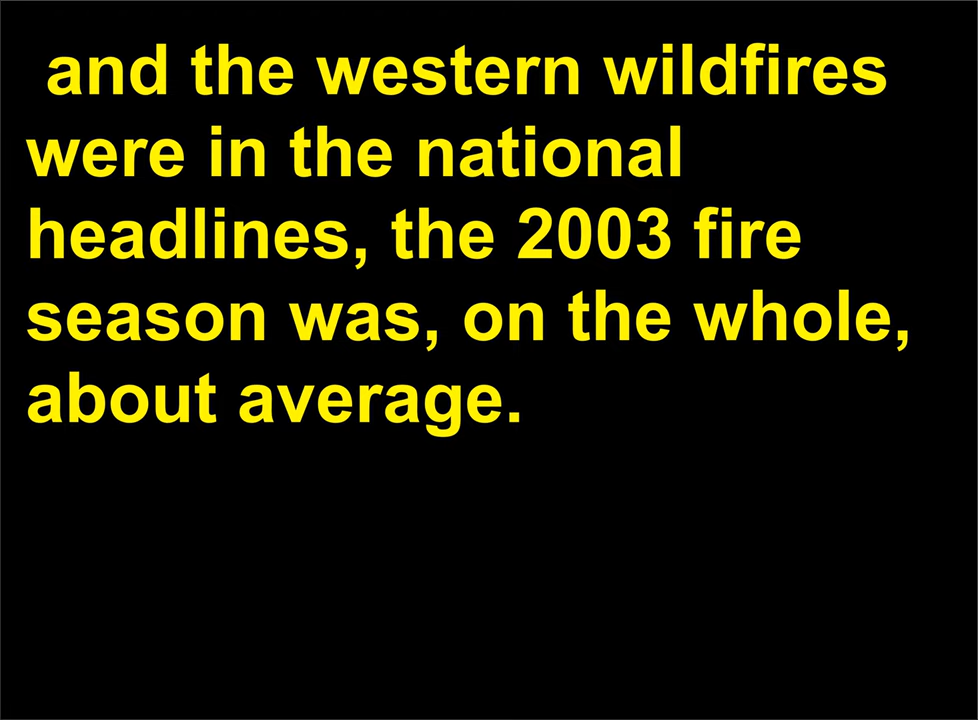 and the western wildfires
were in the national
headlines, the 2003 fire
season was, on the whole,
about average.